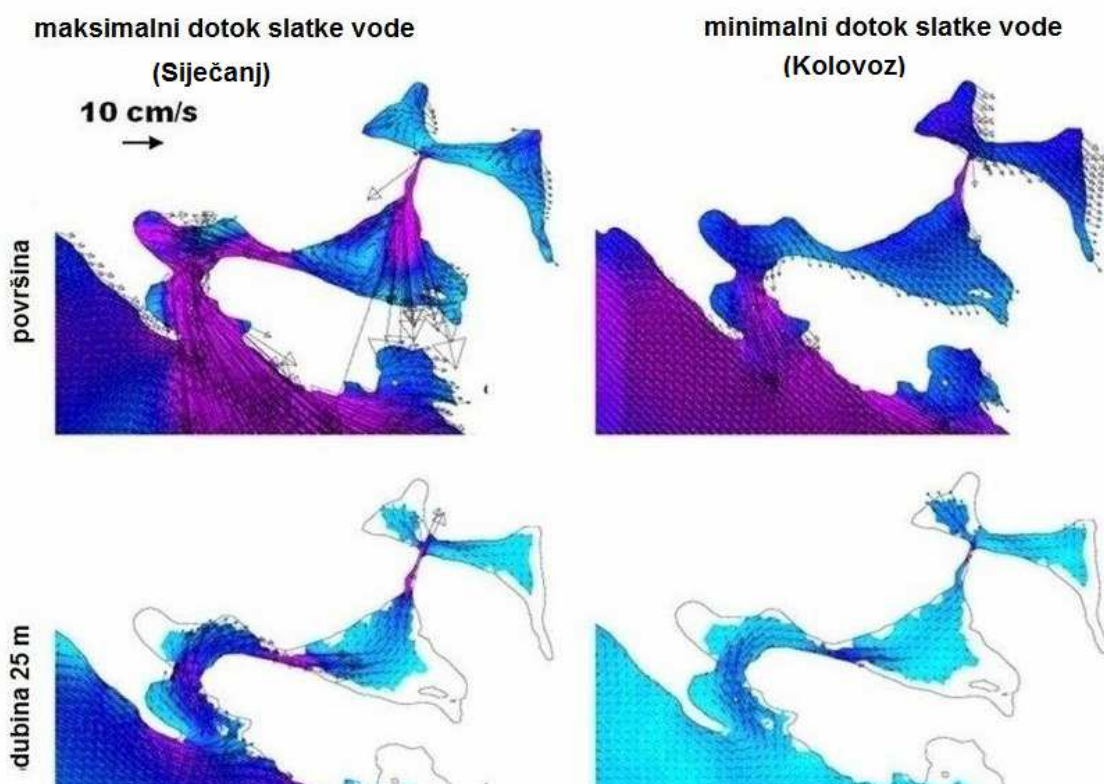 maksimalni dotok slatke vode
(Siječanj)
minimalni dotok slatke vode
(Kolovoz)
10 cm/s
površina
dubina 25 m